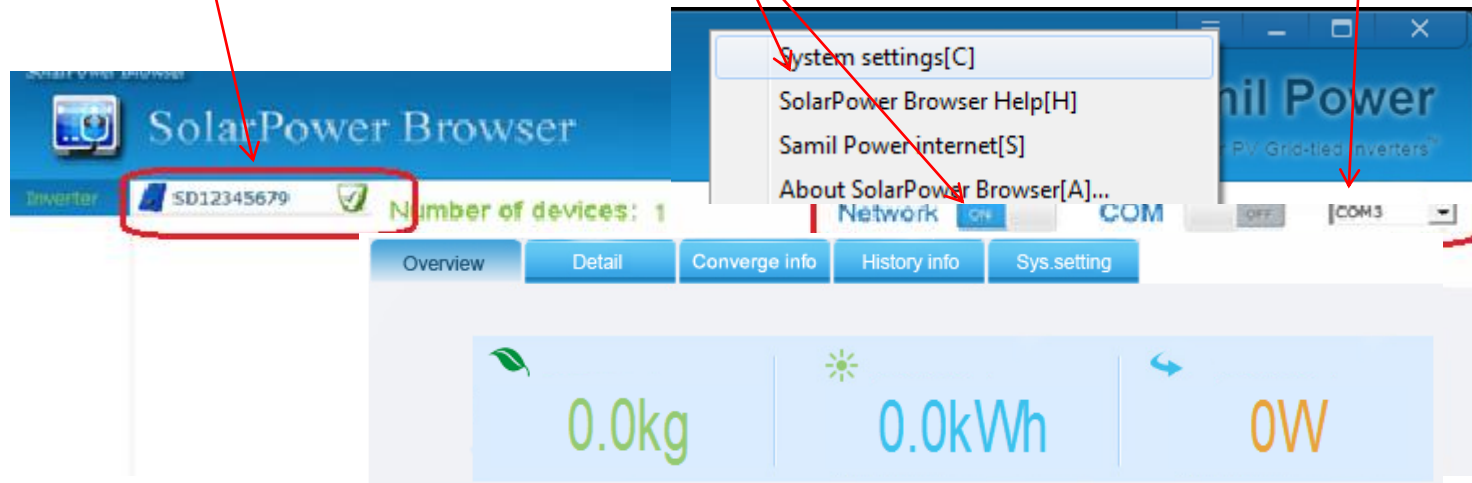 System settings[C]
SolarPower Browser Help[H]
Samil Power internet[S]
About SolarPower Browser[A]...
SolarPower Browser
SolarPower Browser
Power
PV Grid-tied Inverters
Inverter
SD12345679
Number of devices: 1
Network ON
COM OFF
COM3
Overview
Detail
Converge info
History info
Sys.setting
0.0kg
0.0kWh
0W